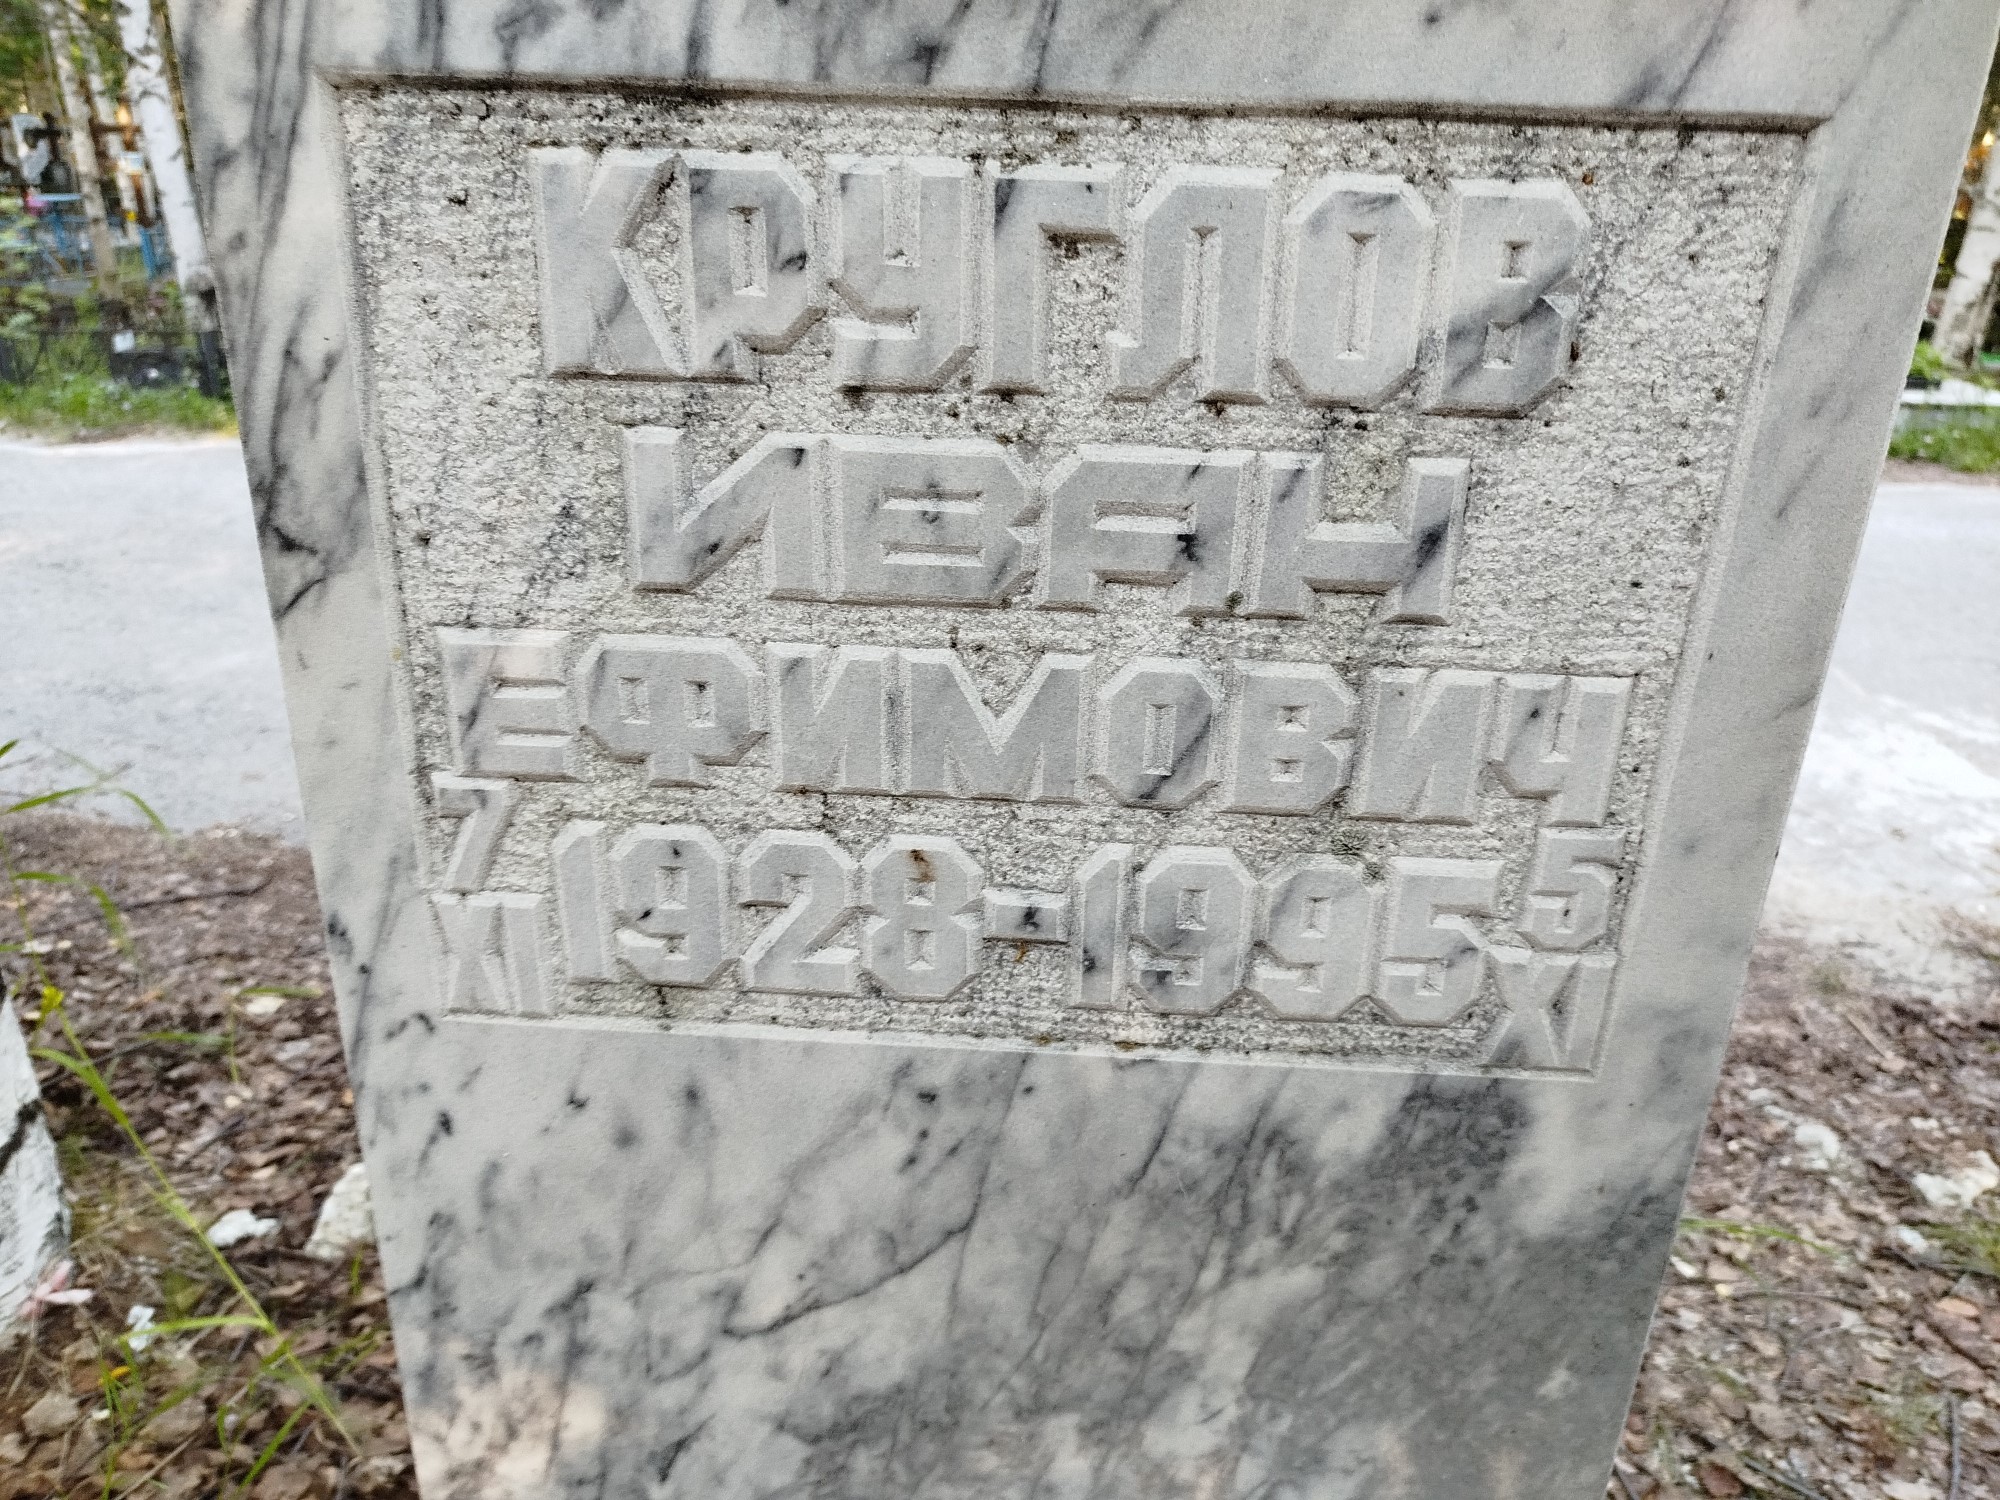 КРУГЛОВ
ИВАН
ЕФИМОВИЧ
7 XI 1928-1995 5 XI